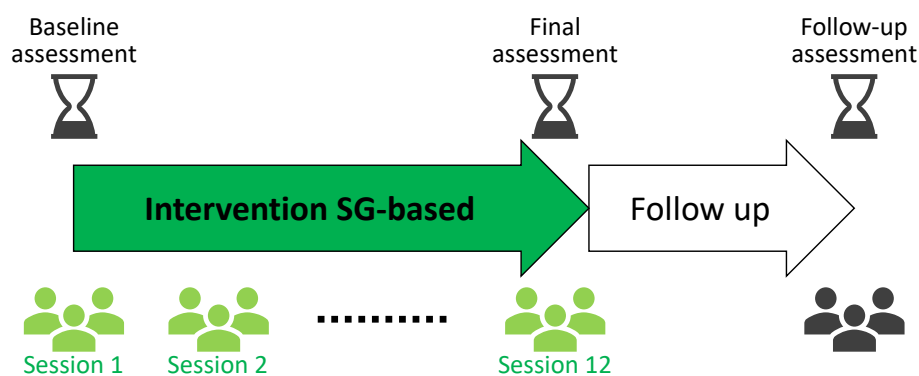 Baseline
assessment
Final
assessment
Follow-up
assessment
Intervention SG-based
Follow up
Session 1
Session 2
Session 12